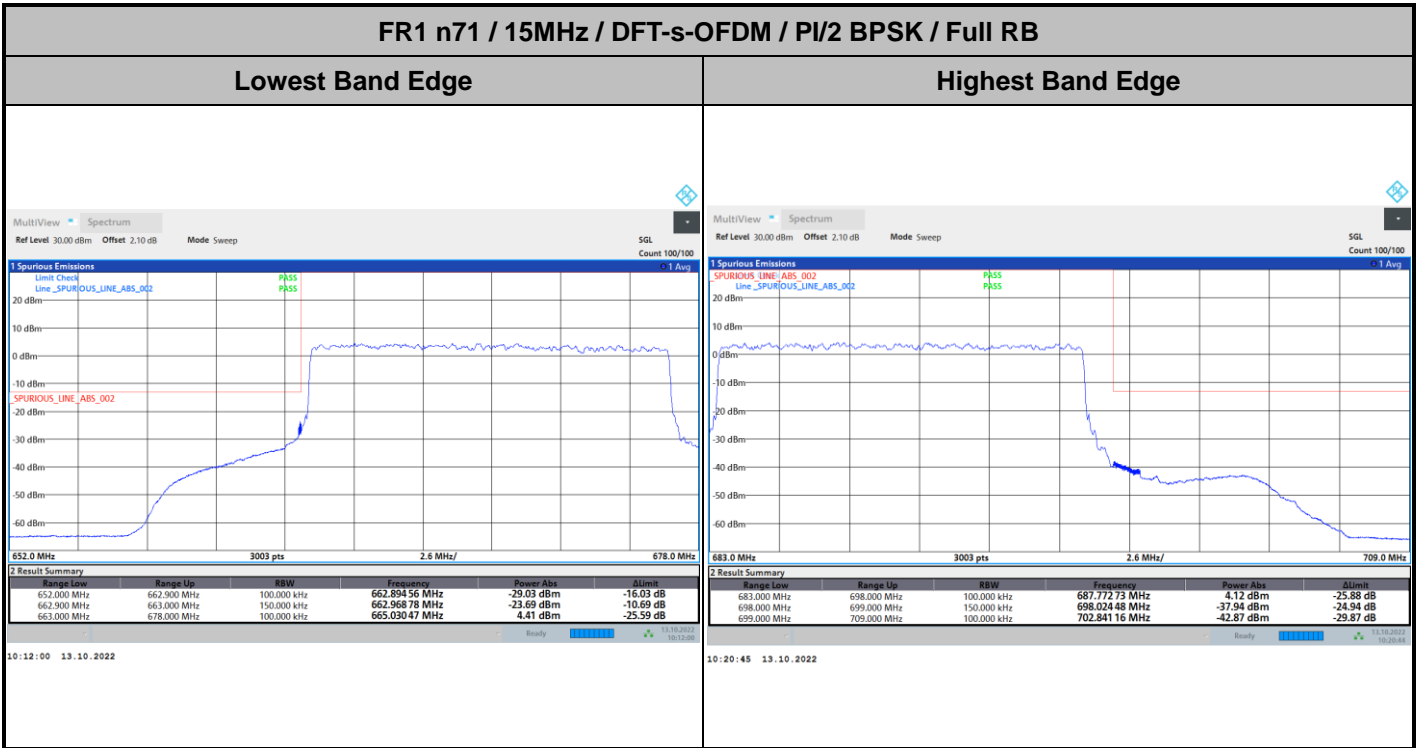 FR1 n71 / 15MHz / DFT-s-OFDM / PI/2 BPSK / Full RB
Lowest Band Edge
Highest Band Edge
MultiView Spectrum
Ref Level 30.00 dBm Offset 2.10 dB Mode Sweep SGL
Count 100/100
1 Spurious Emissions 1 Avg
Limit Check PASS
Line _SPURIOUS_LINE_ABS_002 PASS
20 dBm
10 dBm
0 dBm
-10 dBm
_SPURIOUS_LINE_ABS_002
-20 dBm
-30 dBm
-40 dBm
-50 dBm
-60 dBm
652.0 MHz 3003 pts 2.6 MHz/ 678.0 MHz
2 Result Summary
Range Low Range Up RBW Frequency Power Abs ΔLimit
652.000 MHz 662.900 MHz 100.000 kHz 662.894 56 MHz -29.03 dBm -16.03 dB
662.900 MHz 663.000 MHz 150.000 kHz 662.968 78 MHz -23.69 dBm -10.69 dB
663.000 MHz 678.000 MHz 100.000 kHz 665.030 47 MHz 4.41 dBm -25.59 dB
Ready 13.10.2022
10:12:00
10:12:00 13.10.2022
MultiView Spectrum
Ref Level 30.00 dBm Offset 2.10 dB Mode Sweep SGL
Count 100/100
1 Spurious Emissions 1 Avg
_SPURIOUS_LINE_ABS_002 PASS
Line _SPURIOUS_LINE_ABS_002 PASS
20 dBm
10 dBm
0 dBm
-10 dBm
-20 dBm
-30 dBm
-40 dBm
-50 dBm
-60 dBm
683.0 MHz 3003 pts 2.6 MHz/ 709.0 MHz
2 Result Summary
Range Low Range Up RBW Frequency Power Abs ΔLimit
683.000 MHz 698.000 MHz 100.000 kHz 687.772 73 MHz 4.12 dBm -25.88 dB
698.000 MHz 699.000 MHz 150.000 kHz 698.024 48 MHz -37.94 dBm -24.94 dB
699.000 MHz 709.000 MHz 100.000 kHz 702.841 16 MHz -42.87 dBm -29.87 dB
Ready 13.10.2022
10:20:44
10:20:45 13.10.2022